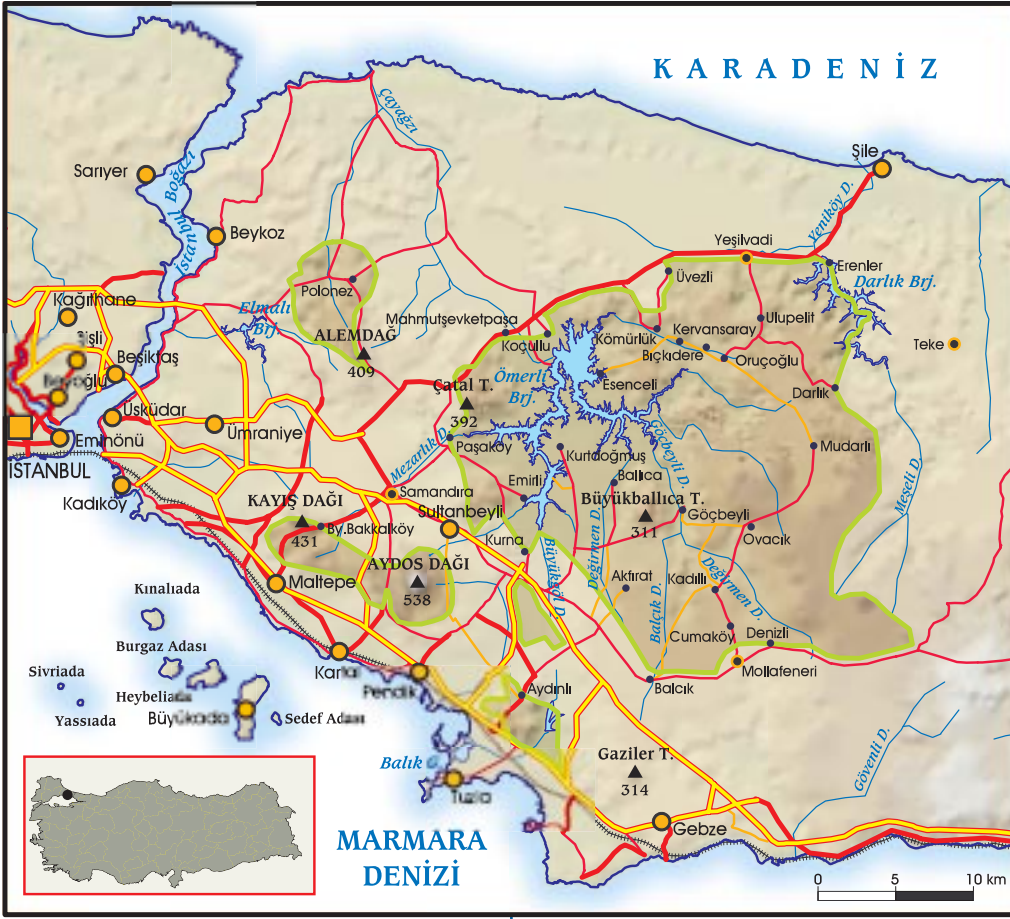 KARADENİZ
Çayağzı
Şile
Sarıyer
İstanbul Boğazı
Yeniköy D.
Beykoz
Yeşilvadi
Erenler
Üvezli
Darlık Brj.
Polonez
Kağıthane
Elmalı
Brj.
Mahmutşevketpaşa
Ulupelit
Şişli
ALEMDAĞ
Koçullu
Kömürlük
Kervansaray
Teke
Beşiktaş
409
Bıçkıdere
Oruçoğlu
Beyoğlu
Ömerli
Brj.
Esenceli
Çatal T.
392
Darlık
Üsküdar
Ümraniye
Eminönü
Mezarlık D.
Paşaköy
Kurtdoğmuş
Göçbeyli D.
Mudarlı
İSTANBUL
Ballıca
Kadıköy
KAYIŞ DAĞI
431
Samandıra
Emirli
Büyükballıca T.
311
Göçbeyli
Meşeli D.
Sultanbeyli
By.Bakkalköy
Ovacık
Kurna
AYDOS DAĞI
538
Büyükgöl D.
Değirmen D.
Değirmen D.
Maltepe
Akfırat
Kadıllı
Kınalıada
Balçık D.
Cumaköy
Denizli
Burgaz Adası
Kartal
Mollafeneri
Sivriada
Pendik
Balcık
Heybeliada
Aydınlı
Yassıada
Büyükada
Sedef Adası
Gövenli D.
Gaziler T.
314
Balık G.
Tuzla
Gebze
MARMARA
DENİZİ
0 5 10 km